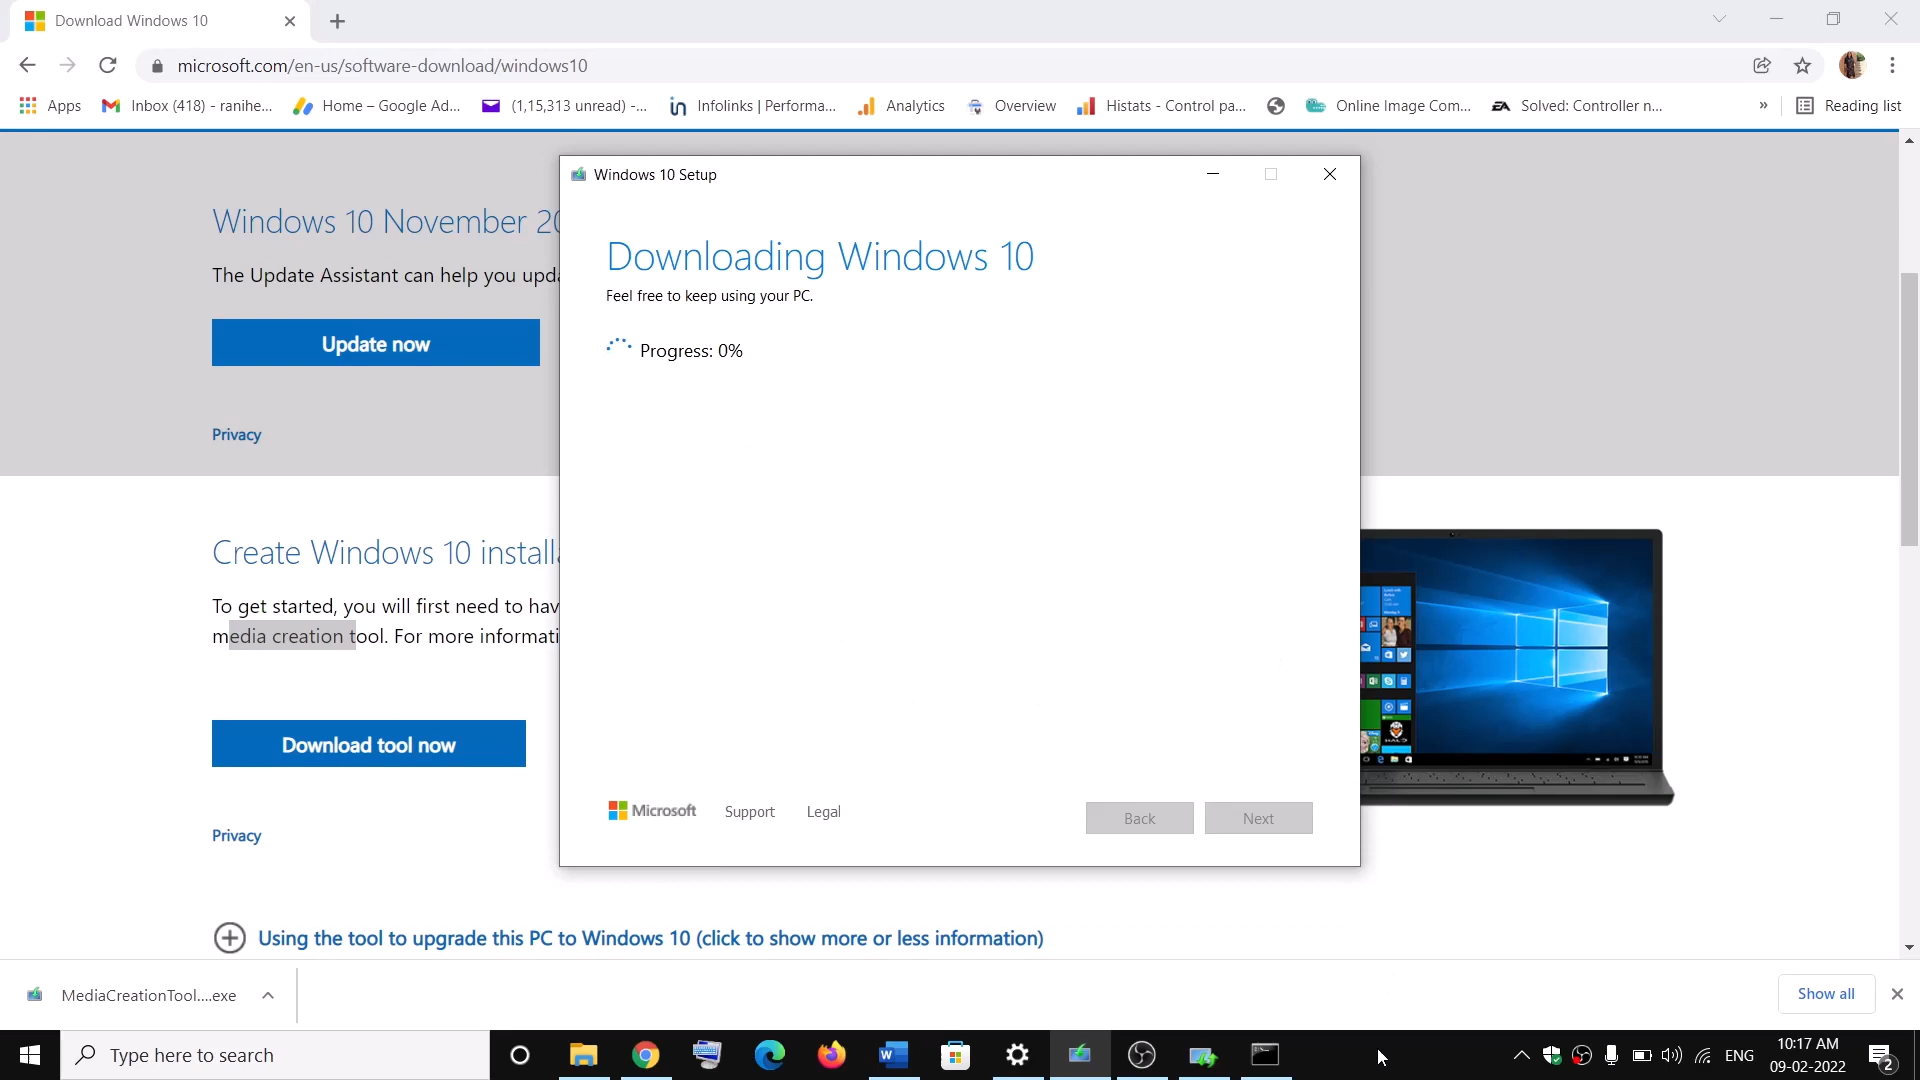 Download Windows 10
microsoft.com/en-us/software-download/windows10
Apps
Inbox (418) - ranihe...
Home – Google Ad...
(1,15,313 unread) -...
Infolinks | Performa...
Analytics
Overview
Histats - Control pa...
Online Image Com...
Solved: Controller n...
»
Reading list
Windows 10 November 20
The Update Assistant can help you upda
Update now
Privacy
Create Windows 10 installa
To get started, you will first need to hav
media creation tool. For more informati
Download tool now
Privacy
Using the tool to upgrade this PC to Windows 10 (click to show more or less information)
Windows 10 Setup
Downloading Windows 10
Feel free to keep using your PC.
Progress: 0%
Microsoft
Support
Legal
Back
Next
MediaCreationTool....exe
Show all
Type here to search
ENG
10:17 AM
09-02-2022
2